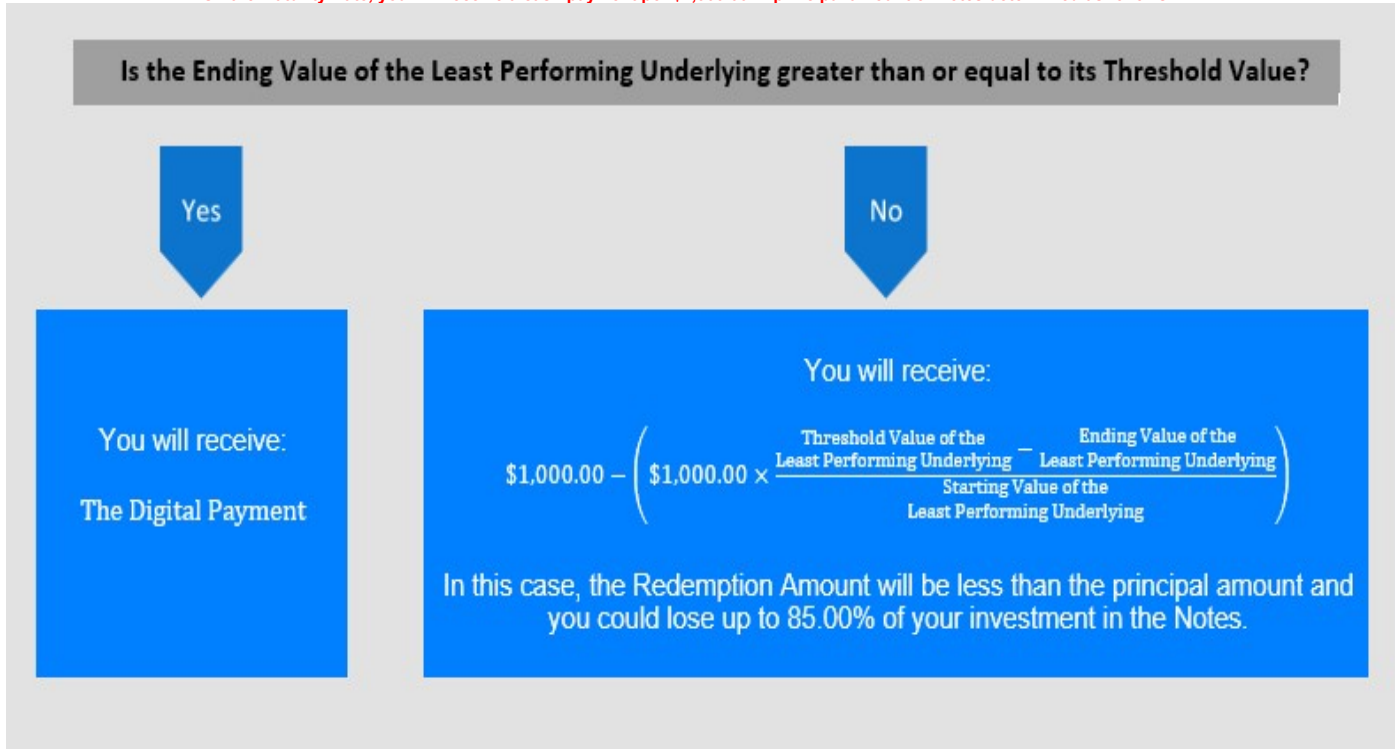 Is the Ending Value of the Least Performing Underlying greater than or equal to its Threshold Value?
Yes
No
You will receive:
The Digital Payment
You will receive:
$1,000.00 − ( $1,000.00 × 
Threshold Value of the
Least Performing Underlying
−
Ending Value of the
Least Performing Underlying
Starting Value of the
Least Performing Underlying
)
In this case, the Redemption Amount will be less than the principal amount and
you could lose up to 85.00% of your investment in the Notes.